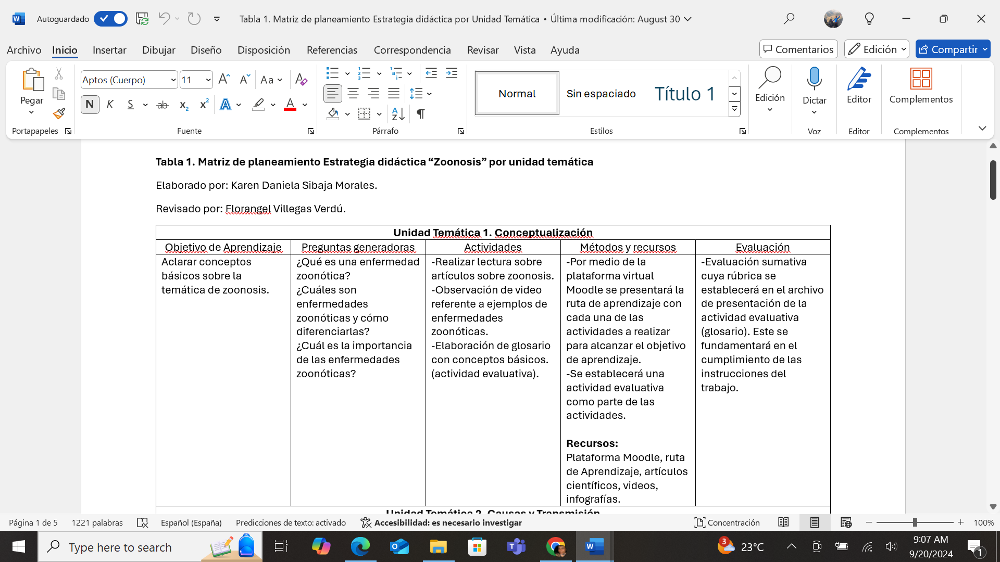 Autoguardado
Tabla 1. Matriz de planeamiento Estrategia didáctica por Unidad Temática • Última modificación: August 30
Archivo Inicio Insertar Dibujar Diseño Disposición Referencias Correspondencia Revisar Vista Ayuda
Comentarios Edición Compartir
Pegar
Portapapeles
Aptos (Cuerpo) 11
Aa
N K S ab x2 x2 A A
Fuente
Párrafo
Normal Sin espaciado Título 1
Estilos
Edición
Dictar
Voz
Editor
Editor
Complementos
Complementos
Tabla 1. Matriz de planeamiento Estrategia didáctica “Zoonosis” por unidad temática
Elaborado por: Karen Daniela Sibaja Morales.
Revisado por: Florangel Villegas Verdú.
Unidad Temática 1. Conceptualización
Objetivo de Aprendizaje
Preguntas generadoras
Actividades
Métodos y recursos
Evaluación
Aclarar conceptos
básicos sobre la
temática de zoonosis.
¿Qué es una enfermedad
zoonótica?
¿Cuáles son
enfermedades
zoonóticas y cómo
diferenciarlas?
¿Cuál es la importancia
de las enfermedades
zoonóticas?
-Realizar lectura sobre
artículos sobre zoonosis.
-Observación de video
referente a ejemplos de
enfermedades
zoonóticas.
-Elaboración de glosario
con conceptos básicos.
(actividad evaluativa).
-Por medio de la
plataforma virtual
Moodle se presentará la
ruta de aprendizaje con
cada una de las
actividades a realizar
para alcanzar el objetivo
de aprendizaje.
-Se establecerá una
actividad evaluativa
como parte de las
actividades.
Recursos:
Plataforma Moodle, ruta
de Aprendizaje, artículos
científicos, videos,
infografías.
-Evaluación sumativa
cuya rúbrica se
establecerá en el archivo
de presentación de la
actividad evaluativa
(glosario). Este se
fundamentará en el
cumplimiento de las
instrucciones del
trabajo.
Unidad Temática 2. Causas y Transmisión
Página 1 de 5 1221 palabras Español (España) Predicciones de texto: activado Accesibilidad: es necesario investigar Concentración 100%
Type here to search
3
23°C
9:07 AM
9/20/2024
1